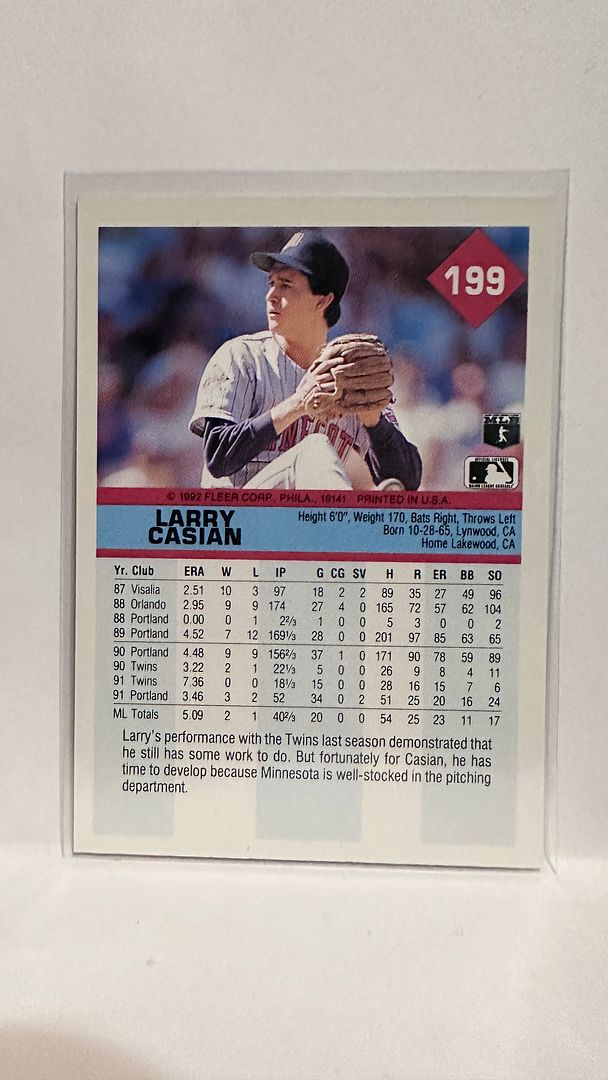 199
MLB
OFFICIAL LICENSEE
MAJOR LEAGUE BASEBALL
© 1992 FLEER CORP., PHILA., 19141 PRINTED IN U.S.A.
LARRY
CASIAN
Height 6'0", Weight 170, Bats Right, Throws Left
Born 10-28-65, Lynwood, CA
Home Lakewood, CA
Yr. Club ERA W L IP G CG SV H R ER BB SO
87 Visalia 2.51 10 3 97 18 2 2 89 35 27 49 96
88 Orlando 2.95 9 9 174 27 4 0 165 72 57 62 104
88 Portland 0.00 0 1 2⅔ 1 0 0 5 3 0 0 2
89 Portland 4.52 7 12 169⅓ 28 0 0 201 97 85 63 65
90 Portland 4.48 9 9 156⅔ 37 1 0 171 90 78 59 89
90 Twins 3.22 2 1 22⅓ 5 0 0 26 9 8 4 11
91 Twins 7.36 0 0 18⅓ 15 0 0 28 16 15 7 6
91 Portland 3.46 3 2 52 34 0 2 51 25 20 16 24
ML Totals 5.09 2 1 40⅔ 20 0 0 54 25 23 11 17
Larry's performance with the Twins last season demonstrated that
he still has some work to do. But fortunately for Casian, he has
time to develop because Minnesota is well-stocked in the pitching
department.